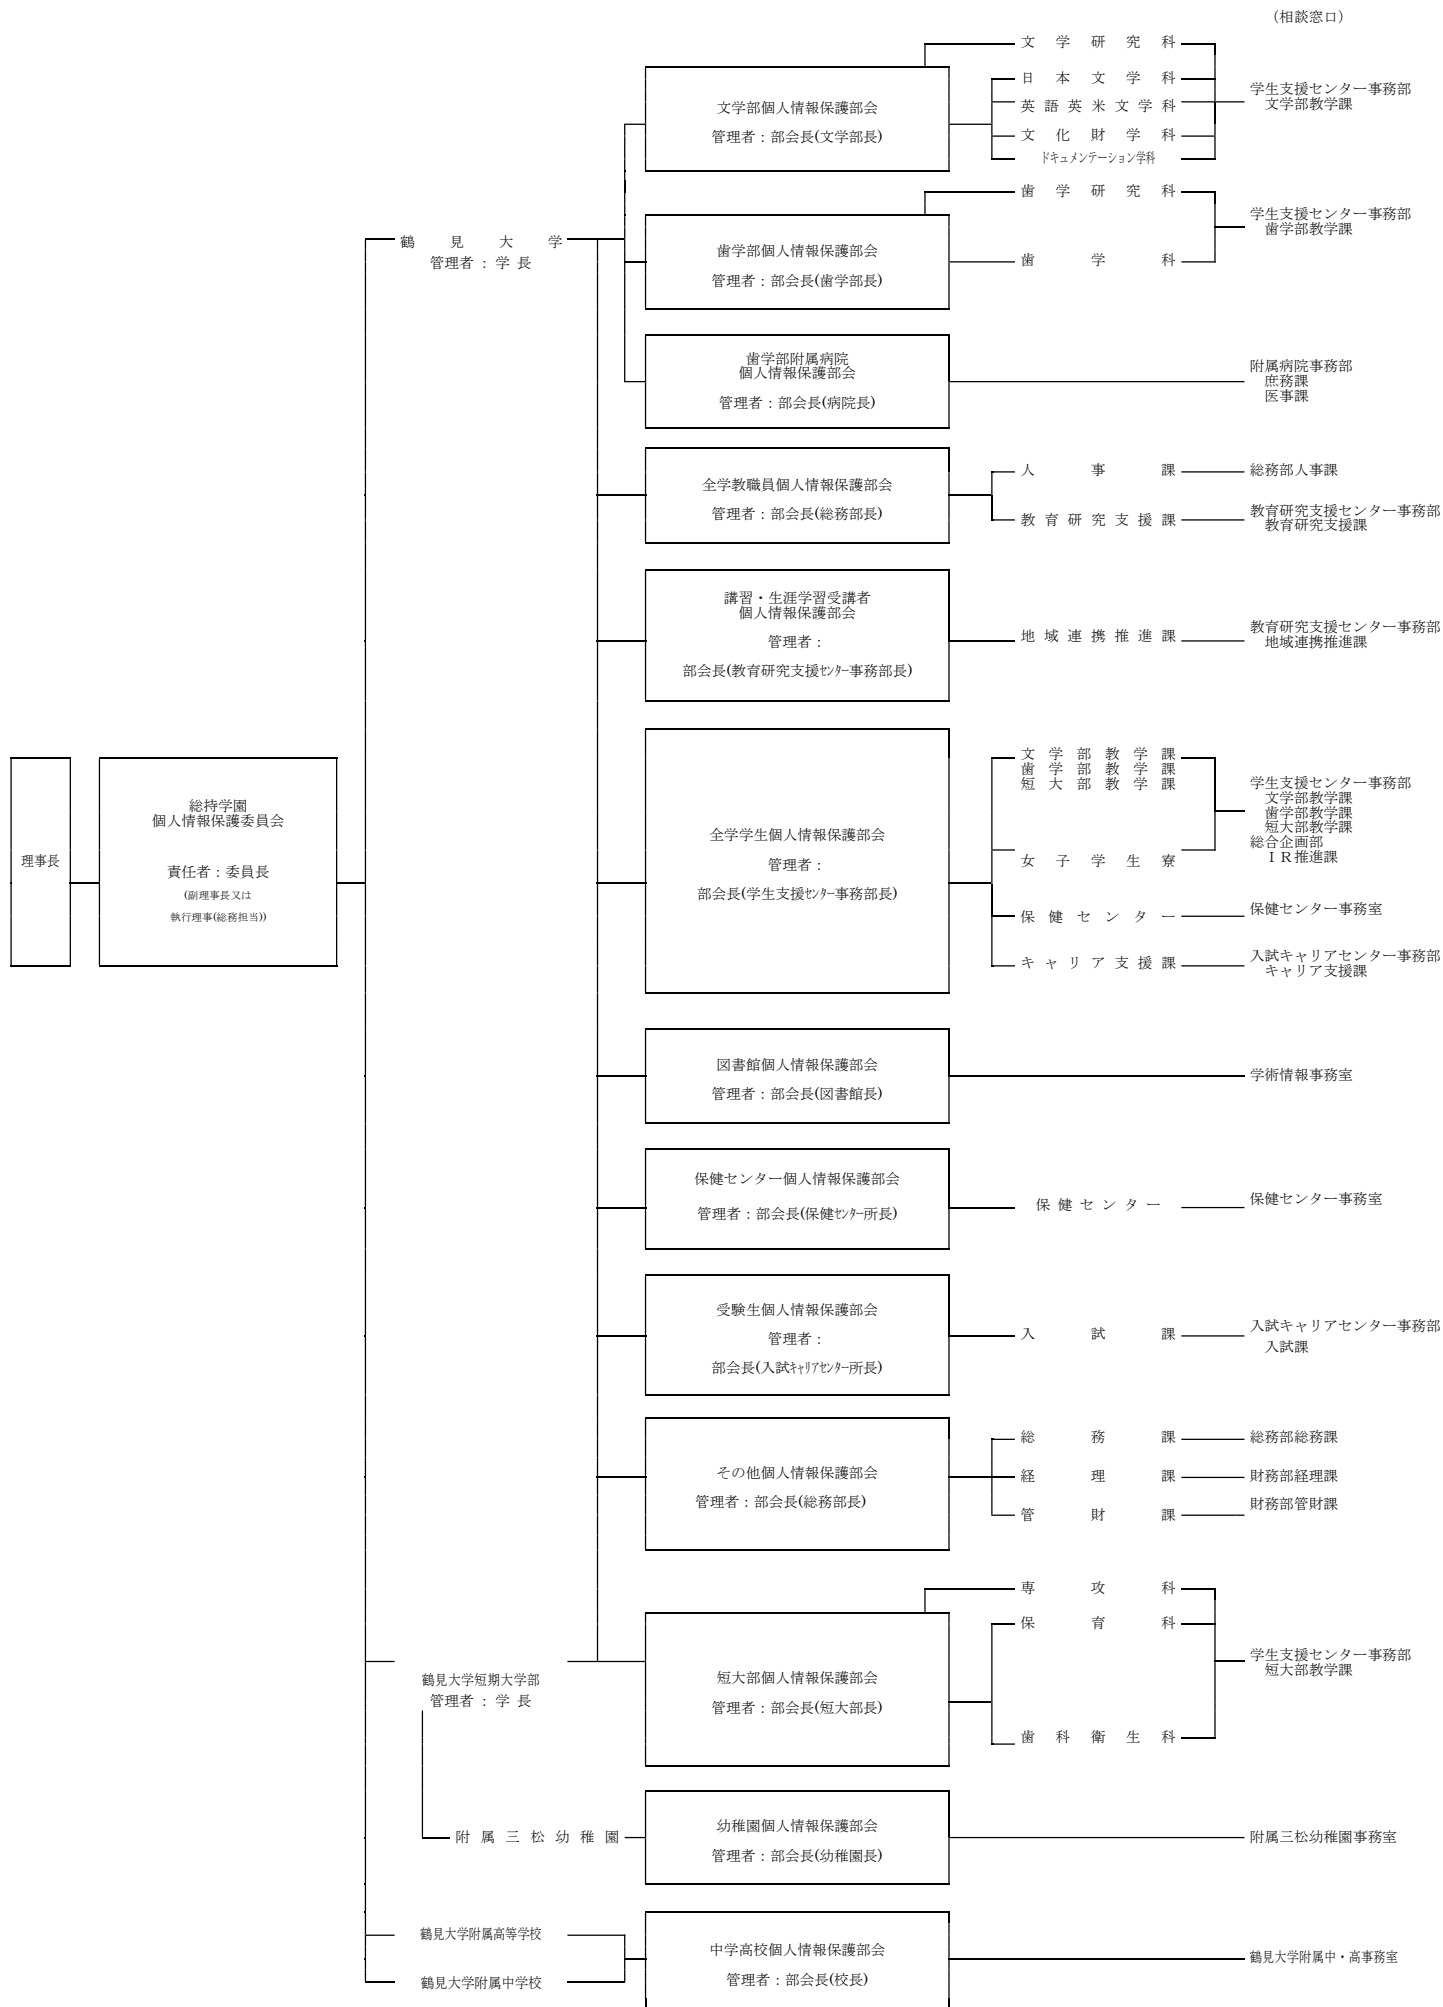 (相談窓口)
文学研究科
日本文学科
英語英米文学科
文化財学科
ドキュメンテーション学科
文学部個人情報保護部会
管理者：部会長(文学部長)
学生支援センター事務部
文学部教学課
歯学研究科
歯学科
歯学部個人情報保護部会
管理者：部会長(歯学部長)
学生支援センター事務部
歯学部教学課
鶴見大学
管理者：学長
歯学部附属病院
個人情報保護部会
管理者：部会長(病院長)
附属病院事務部
庶務課
医事課
全学教職員個人情報保護部会
管理者：部会長(総務部長)
人事課
総務部人事課
教育研究支援課
教育研究支援センター事務部
教育研究支援課
講習・生涯学習受講者
個人情報保護部会
管理者：
部会長(教育研究支援ｾﾝﾀｰ事務部長)
地域連携推進課
教育研究支援センター事務部
地域連携推進課
理事長
総持学園
個人情報保護委員会
責任者：委員長
(副理事長又は
執行理事(総務担当))
全学学生個人情報保護部会
管理者：
部会長(学生支援ｾﾝﾀｰ事務部長)
文学部教学課
歯学部教学課
短大部教学課
女子学生寮
学生支援センター事務部
文学部教学課
歯学部教学課
短大部教学課
総合企画部
ＩＲ推進課
保健センター
保健センター事務室
キャリア支援課
入試キャリアセンター事務部
キャリア支援課
図書館個人情報保護部会
管理者：部会長(図書館長)
学術情報事務室
保健センター個人情報保護部会
管理者：部会長(保健ｾﾝﾀｰ所長)
保健センター
保健センター事務室
受験生個人情報保護部会
管理者：
部会長(入試ｷｬﾘｱｾﾝﾀｰ所長)
入試課
入試キャリアセンター事務部
入試課
その他個人情報保護部会
管理者：部会長(総務部長)
総務課
総務部総務課
経理課
財務部経理課
管財課
財務部管財課
鶴見大学短期大学部
管理者：学長
短大部個人情報保護部会
管理者：部会長(短大部長)
専攻科
保育科
歯科衛生科
学生支援センター事務部
短大部教学課
附属三松幼稚園
幼稚園個人情報保護部会
管理者：部会長(幼稚園長)
附属三松幼稚園事務室
鶴見大学附属高等学校
鶴見大学附属中学校
中学高校個人情報保護部会
管理者：部会長(校長)
鶴見大学附属中・高事務室